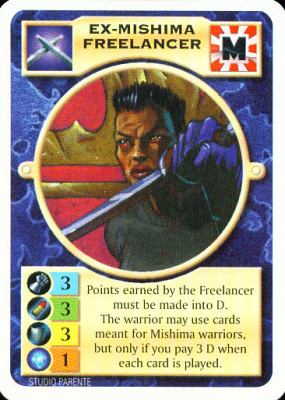 EX-MISHIMA
FREELANCER
M
3
3
3
1
Points earned by the Freelancer
must be made into D.
The warrior may use cards
meant for Mishima warriors,
but only if you pay 3 D when
each card is played.
STUDIO PARENTE